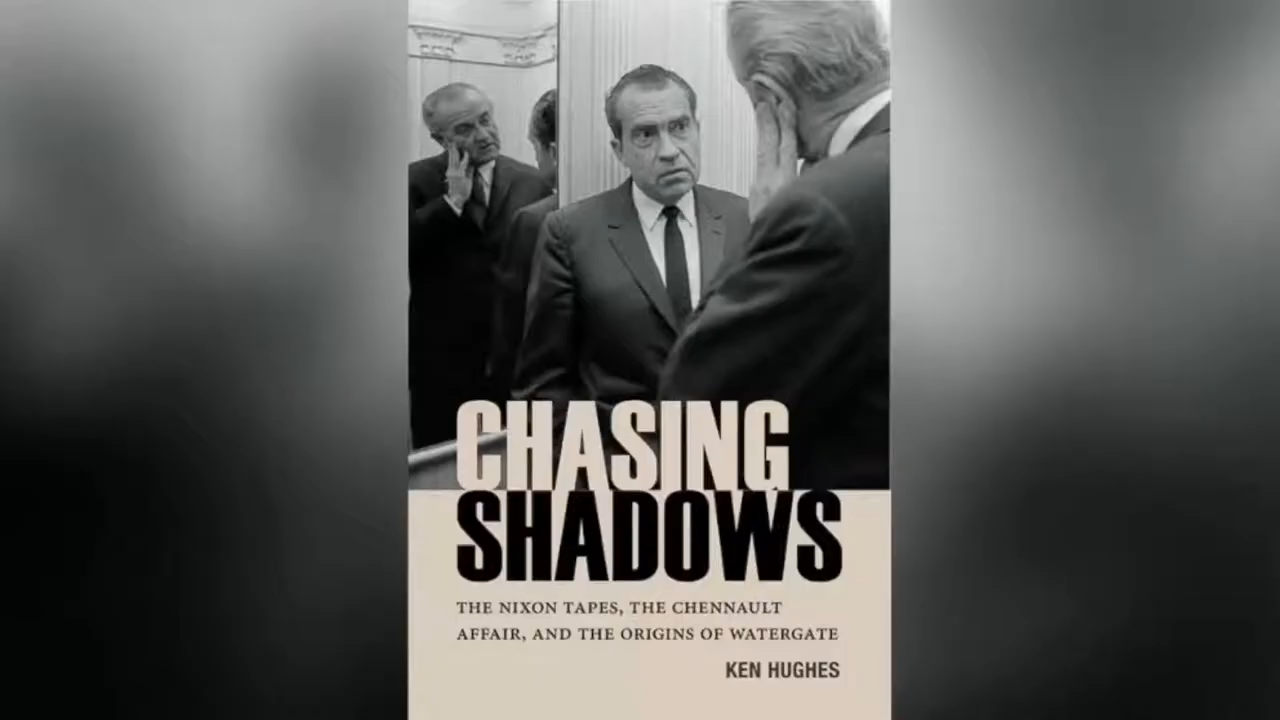 CHASING
SHADOWS
THE NIXON TAPES, THE CHENNAULT
AFFAIR, AND THE ORIGINS OF WATERGATE
KEN HUGHES